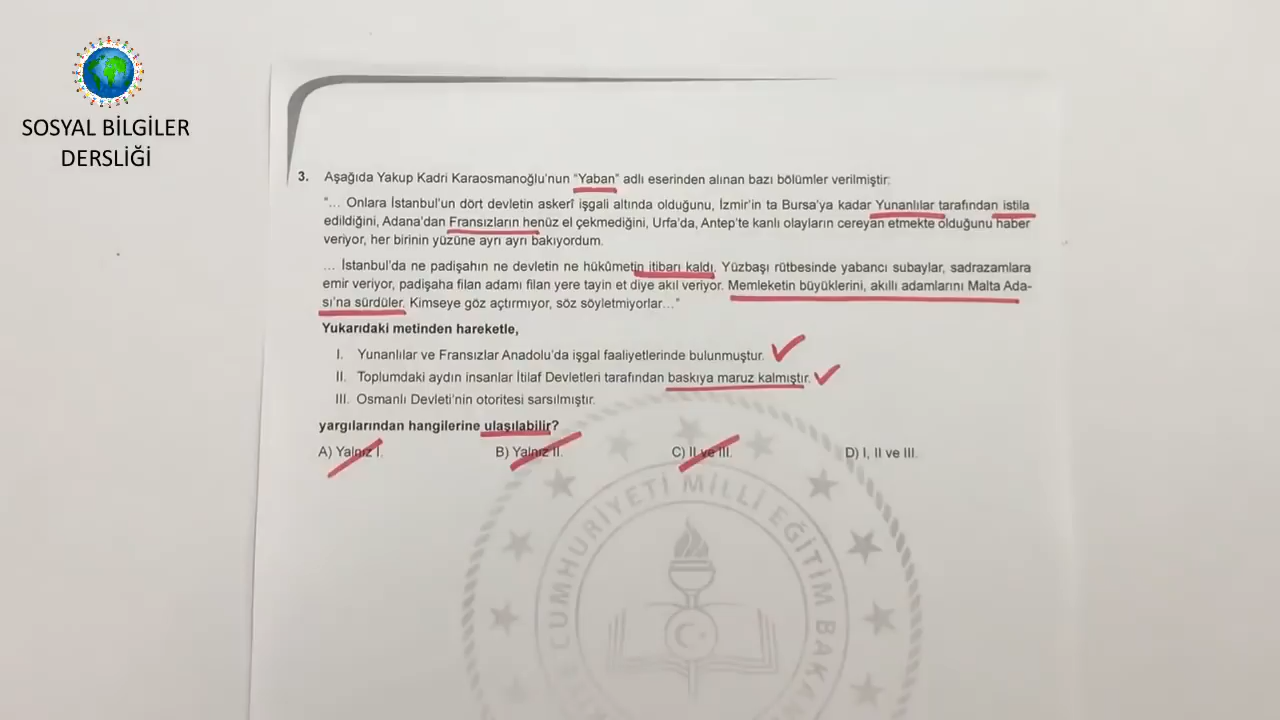 SOSYAL BİLGİLER
DERSLİĞİ
3. Aşağıda Yakup Kadri Karaosmanoğlu'nun "Yaban" adlı eserinden alınan bazı bölümler verilmiştir:
"… Onlara İstanbul'un dört devletin askerî işgali altında olduğunu, İzmir'in ta Bursa'ya kadar Yunanlılar tarafından istila
edildiğini, Adana'dan Fransızların henüz el çekmediğini, Urfa'da, Antep'te kanlı olayların cereyan etmekte olduğunu haber
veriyor, her birinin yüzüne ayrı ayrı bakıyordum.
… İstanbul'da ne padişahın ne devletin ne hükûmetin itibarı kaldı. Yüzbaşı rütbesinde yabancı subaylar, sadrazamlara
emir veriyor, padişaha filan adamı filan yere tayin et diye akıl veriyor. Memleketin büyüklerini, akıllı adamlarını Malta Ada-
sı'na sürdüler. Kimseye göz açtırmıyor, söz söyletmiyorlar…"
Yukarıdaki metinden hareketle,
I. Yunanlılar ve Fransızlar Anadolu'da işgal faaliyetlerinde bulunmuştur.
II. Toplumdaki aydın insanlar İtilaf Devletleri tarafından baskıya maruz kalmıştır.
III. Osmanlı Devleti'nin otoritesi sarsılmıştır.
yargılarından hangilerine ulaşılabilir?
A) Yalnız I. B) Yalnız II. C) II ve III. D) I, II ve III.
CUMHURİYETİ MİLLİ EĞİTİM